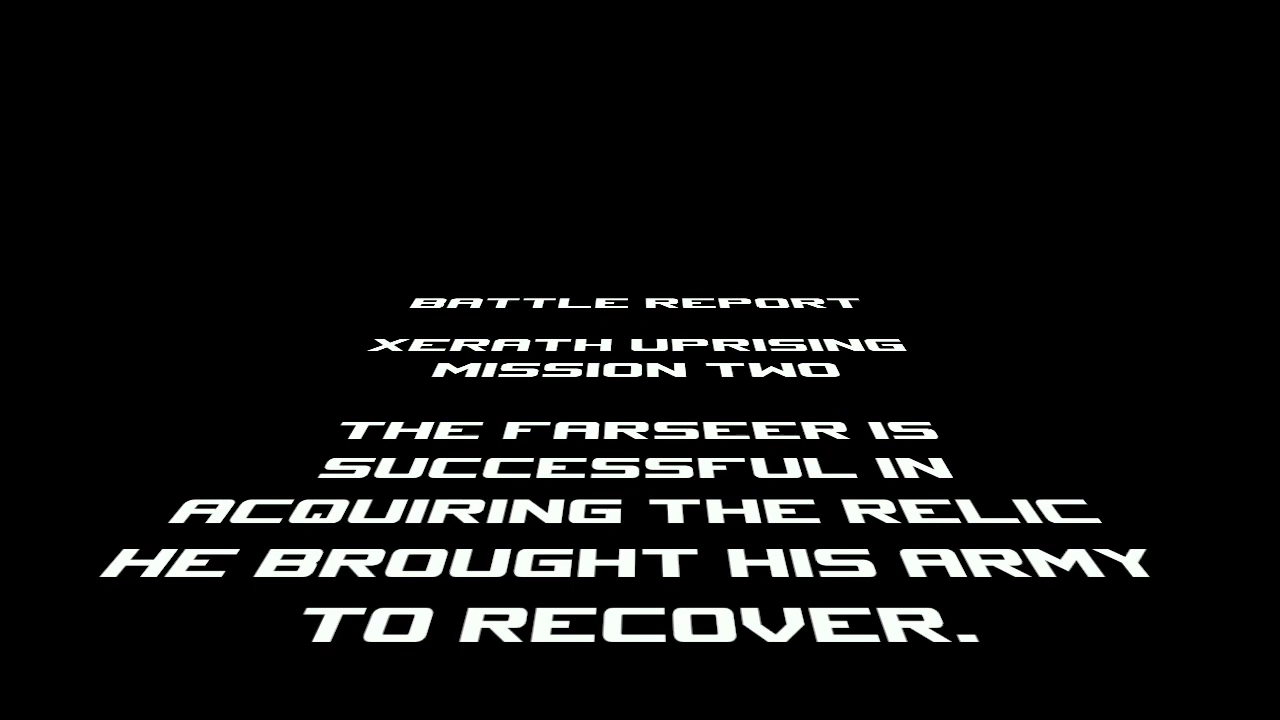 BATTLE REPORT
XERATH UPRISING
MISSION TWO
THE FARSEER IS
SUCCESSFUL IN
ACQUIRING THE RELIC
HE BROUGHT HIS ARMY
TO RECOVER.